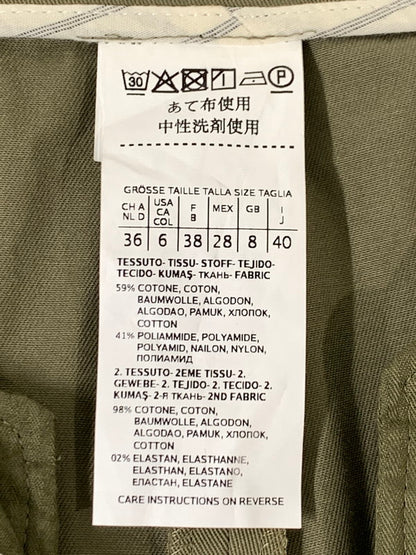 30 P
あて布使用
中性洗剤使用
GRÖSSE TAILLE TALLA SIZE TAGLIA
CH A NL D USA CA COL F B MEX GB I J
36 6 38 28 8 40
TESSUTO- TISSU- STOFF- TEJIDO-
TECIDO- KUMAŞ- ТКАНЬ- FABRIC
59% COTONE, COTON,
BAUMWOLLE, ALGODON,
ALGODAO, PAMUK, ХЛОПОК,
COTTON
41% POLIAMMIDE, POLYAMIDE,
POLYAMID, NAILON, NYLON,
ПОЛИАМИД
2. TESSUTO- 2EME TISSU- 2.
GEWEBE- 2. TEJIDO- 2. TECIDO- 2.
KUMAŞ- 2-Я ТКАНЬ- 2ND FABRIC
98% COTONE, COTON,
BAUMWOLLE, ALGODON,
ALGODAO, PAMUK, ХЛОПОК,
COTTON
02% ELASTAN, ELASTHANNE,
ELASTHAN, ELASTANO,
ЕЛАСТАН, ELASTANE
CARE INSTRUCTIONS ON REVERSE